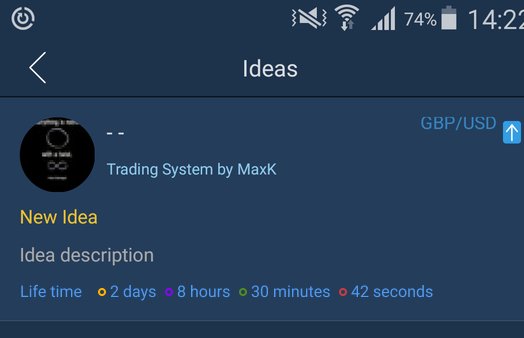 74% 14:22
Ideas
- -
GBP/USD
Trading System by MaxK
New Idea
Idea description
Life time 2 days 8 hours 30 minutes 42 seconds